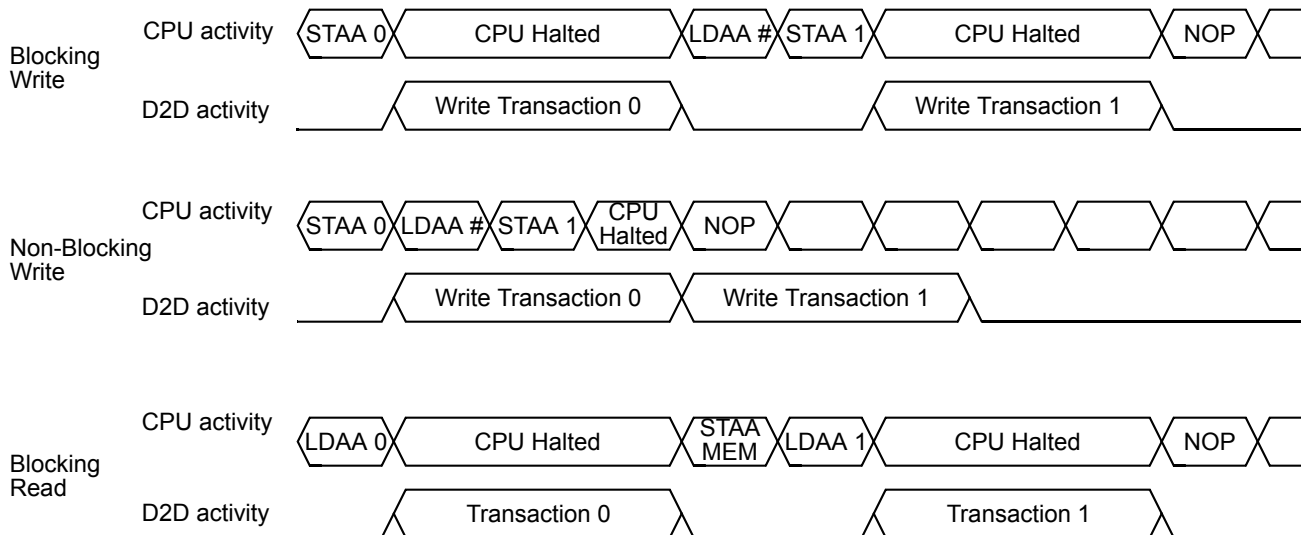 Blocking
Write
CPU activity
STAA 0
CPU Halted
LDAA #
STAA 1
CPU Halted
NOP
D2D activity
Write Transaction 0
Write Transaction 1
Non-Blocking
Write
CPU activity
STAA 0
LDAA #
STAA 1
CPU
Halted
NOP
D2D activity
Write Transaction 0
Write Transaction 1
Blocking
Read
CPU activity
LDAA 0
CPU Halted
STAA
MEM
LDAA 1
CPU Halted
NOP
D2D activity
Transaction 0
Transaction 1